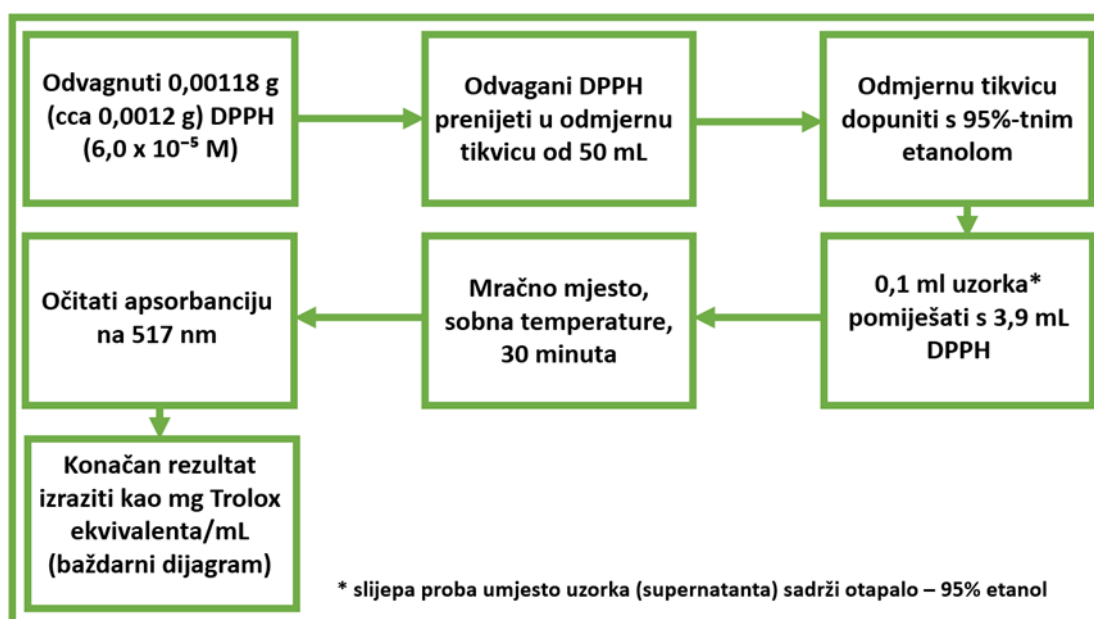 Odvagnuti 0,00118 g
(cca 0,0012 g) DPPH
(6,0 x 10⁻⁵ M)
Odvagani DPPH
prenijeti u odmjernu
tikvicu od 50 mL
Odmjernu tikvicu
dopuniti s 95%-tnim
etanolom
0,1 ml uzorka*
pomiješati s 3,9 mL
DPPH
Mračno mjesto,
sobna temperature,
30 minuta
Očitati apsorbanciju
na 517 nm
Konačan rezultat
izraziti kao mg Trolox
ekvivalenta/mL
(baždarni dijagram)
* slijepa proba umjesto uzorka (supernatanta) sadrži otapalo – 95% etanol